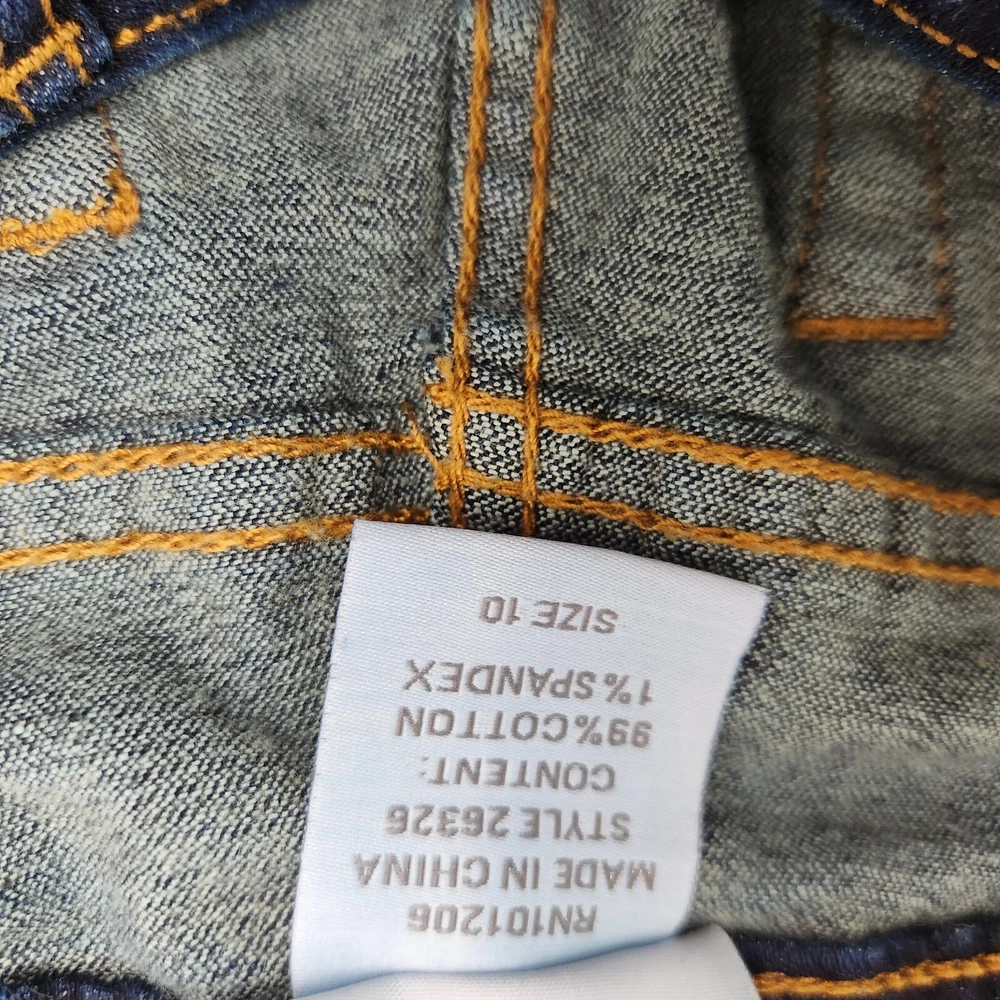 RN101206
MADE IN CHINA
STYLE 26326
CONTENT:
99%COTTON
1%SPANDEX
SIZE 10